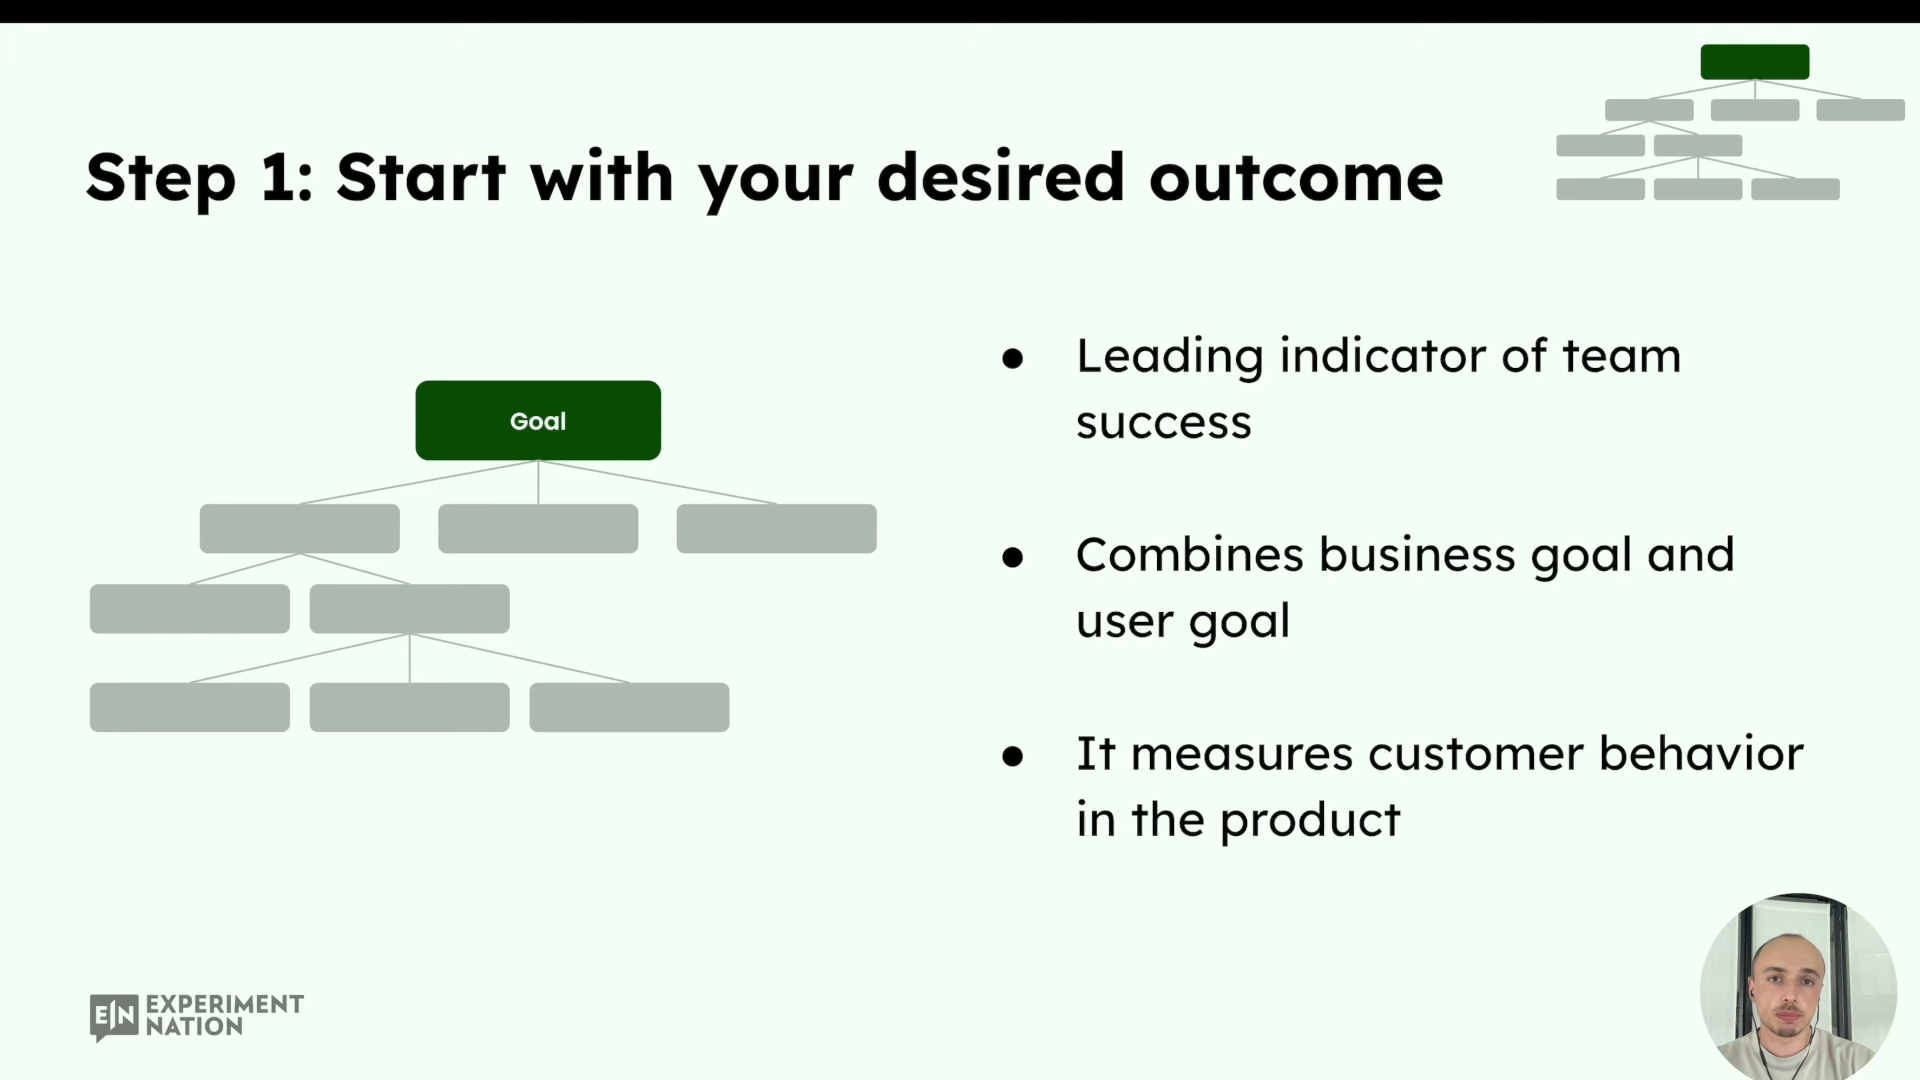 Step 1: Start with your desired outcome
Goal
● Leading indicator of team
success
● Combines business goal and
user goal
● It measures customer behavior
in the product
E|N EXPERIMENT
NATION